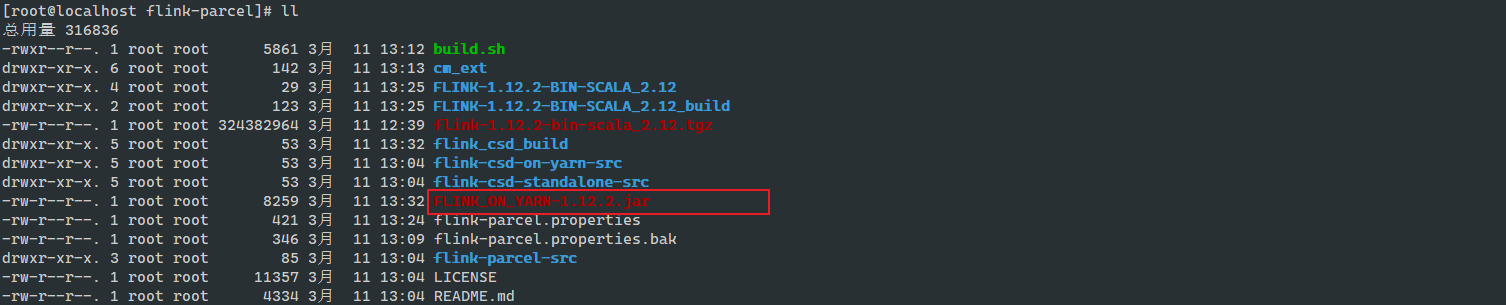 [root@localhost flink-parcel]# ll
总用量 316836
-rwxr--r--. 1 root root      5861 3月  11 13:12 build.sh
drwxr-xr-x. 6 root root       142 3月  11 13:13 cm_ext
drwxr-xr-x. 4 root root        29 3月  11 13:25 FLINK-1.12.2-BIN-SCALA_2.12
drwxr-xr-x. 2 root root       123 3月  11 13:25 FLINK-1.12.2-BIN-SCALA_2.12_build
-rw-r--r--. 1 root root 324382964 3月  11 12:39 flink-1.12.2-bin-scala_2.12.tgz
drwxr-xr-x. 5 root root        53 3月  11 13:32 flink_csd_build
drwxr-xr-x. 5 root root        53 3月  11 13:04 flink-csd-on-yarn-src
drwxr-xr-x. 5 root root        53 3月  11 13:04 flink-csd-standalone-src
-rw-r--r--. 1 root root      8259 3月  11 13:32 FLINK_ON_YARN-1.12.2.jar
-rw-r--r--. 1 root root       421 3月  11 13:24 flink-parcel.properties
-rw-r--r--. 1 root root       346 3月  11 13:09 flink-parcel.properties.bak
drwxr-xr-x. 3 root root        85 3月  11 13:04 flink-parcel-src
-rw-r--r--. 1 root root     11357 3月  11 13:04 LICENSE
-rw-r--r--. 1 root root      4334 3月  11 13:04 README.md